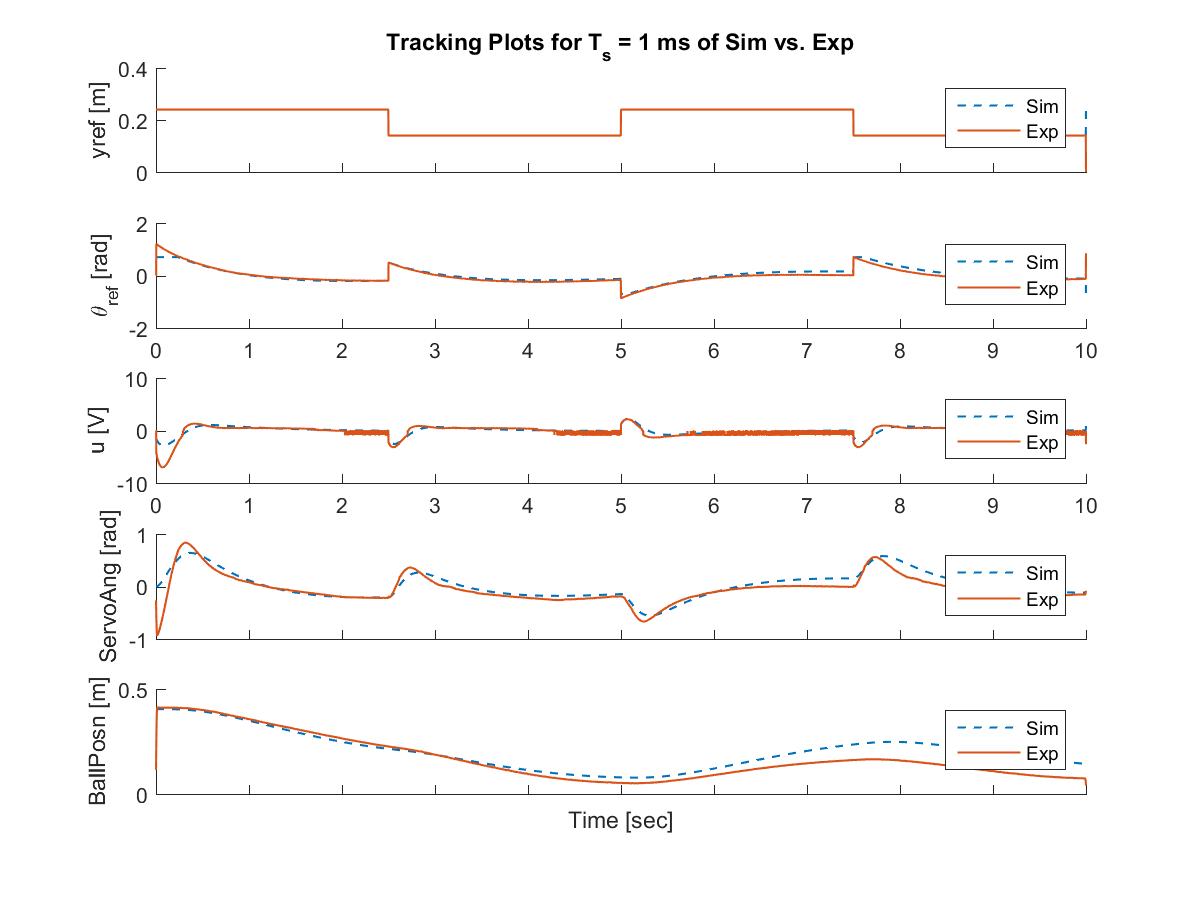 Tracking Plots for Ts = 1 ms of Sim vs. Exp
yref [m]
0.4
0.2
0
Sim
Exp
θref [rad]
2
0
-2
Sim
Exp
0 1 2 3 4 5 6 7 8 9 10
u [V]
10
0
-10
Sim
Exp
0 1 2 3 4 5 6 7 8 9 10
ServoAng [rad]
1
0
-1
Sim
Exp
BallPosn [m]
0.5
0
Sim
Exp
Time [sec]